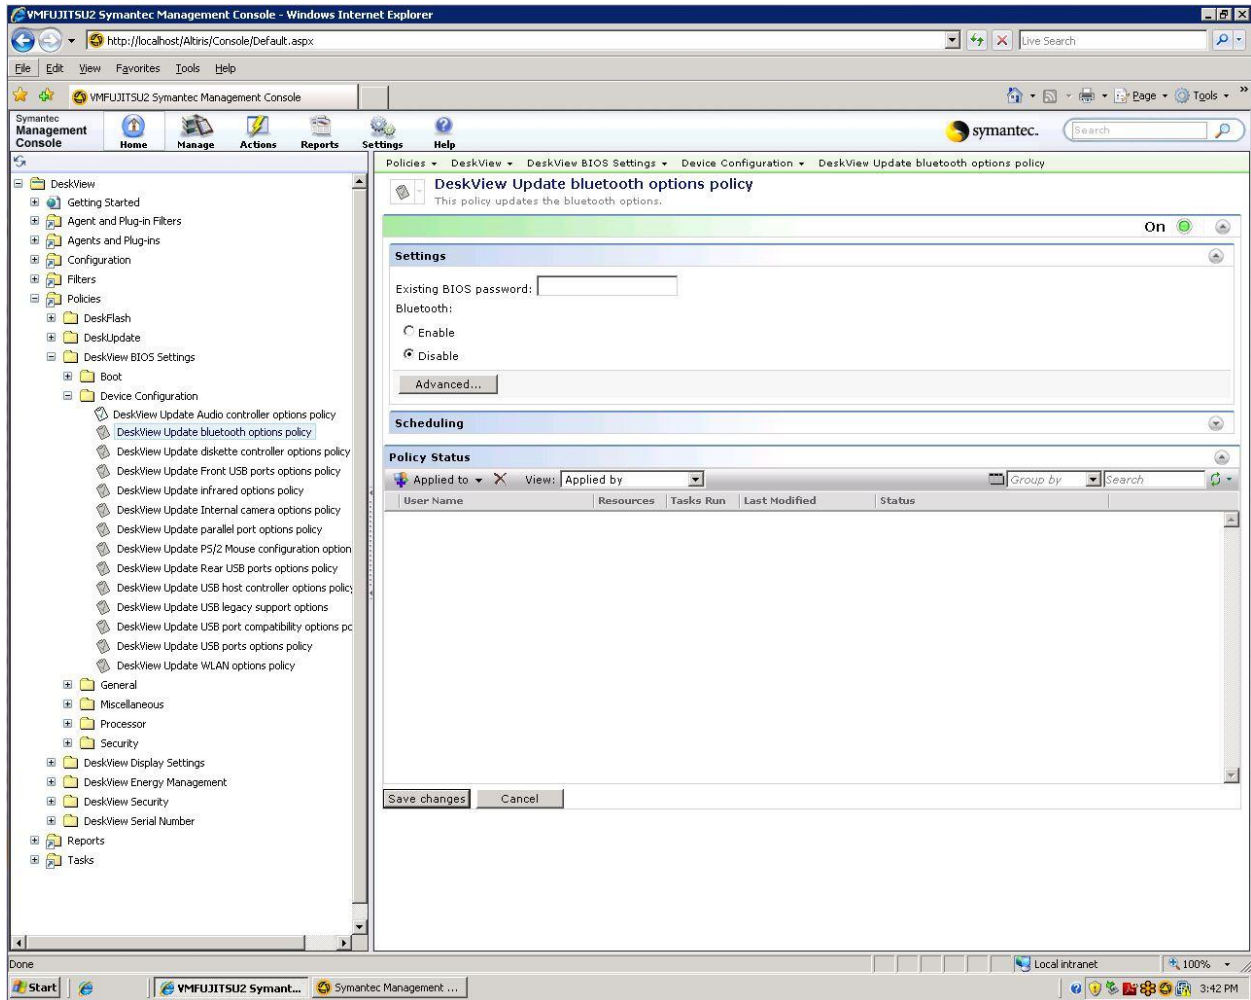 VMFUJITSU2 Symantec Management Console - Windows Internet Explorer
http://localhost/Altiris/Console/Default.aspx
Live Search
File Edit View Favorites Tools Help
VMFUJITSU2 Symantec Management Console
Page Tools
Symantec
Management
Console
Home Manage Actions Reports Settings Help
symantec.
Search
Policies DeskView DeskView BIOS Settings Device Configuration DeskView Update bluetooth options policy
DeskView
Getting Started
Agent and Plug-in Filters
Agents and Plug-ins
Configuration
Filters
Policies
DeskFlash
DeskUpdate
DeskView BIOS Settings
Boot
Device Configuration
DeskView Update Audio controller options policy
DeskView Update bluetooth options policy
DeskView Update diskette controller options policy
DeskView Update Front USB ports options policy
DeskView Update infrared options policy
DeskView Update Internal camera options policy
DeskView Update parallel port options policy
DeskView Update PS/2 Mouse configuration option
DeskView Update Rear USB ports options policy
DeskView Update USB host controller options policy
DeskView Update USB legacy support options
DeskView Update USB port compatibility options po
DeskView Update USB ports options policy
DeskView Update WLAN options policy
General
Miscellaneous
Processor
Security
DeskView Display Settings
DeskView Energy Management
DeskView Security
DeskView Serial Number
Reports
Tasks
DeskView Update bluetooth options policy
This policy updates the bluetooth options.
On
Settings
Existing BIOS password:
Bluetooth:
Enable
Disable
Advanced...
Scheduling
Policy Status
Applied to View: Applied by Group by Search
User Name Resources Tasks Run Last Modified Status
Save changes Cancel
Done Local intranet 100%
Start VMFUJITSU2 Symant... Symantec Management ... 3:42 PM